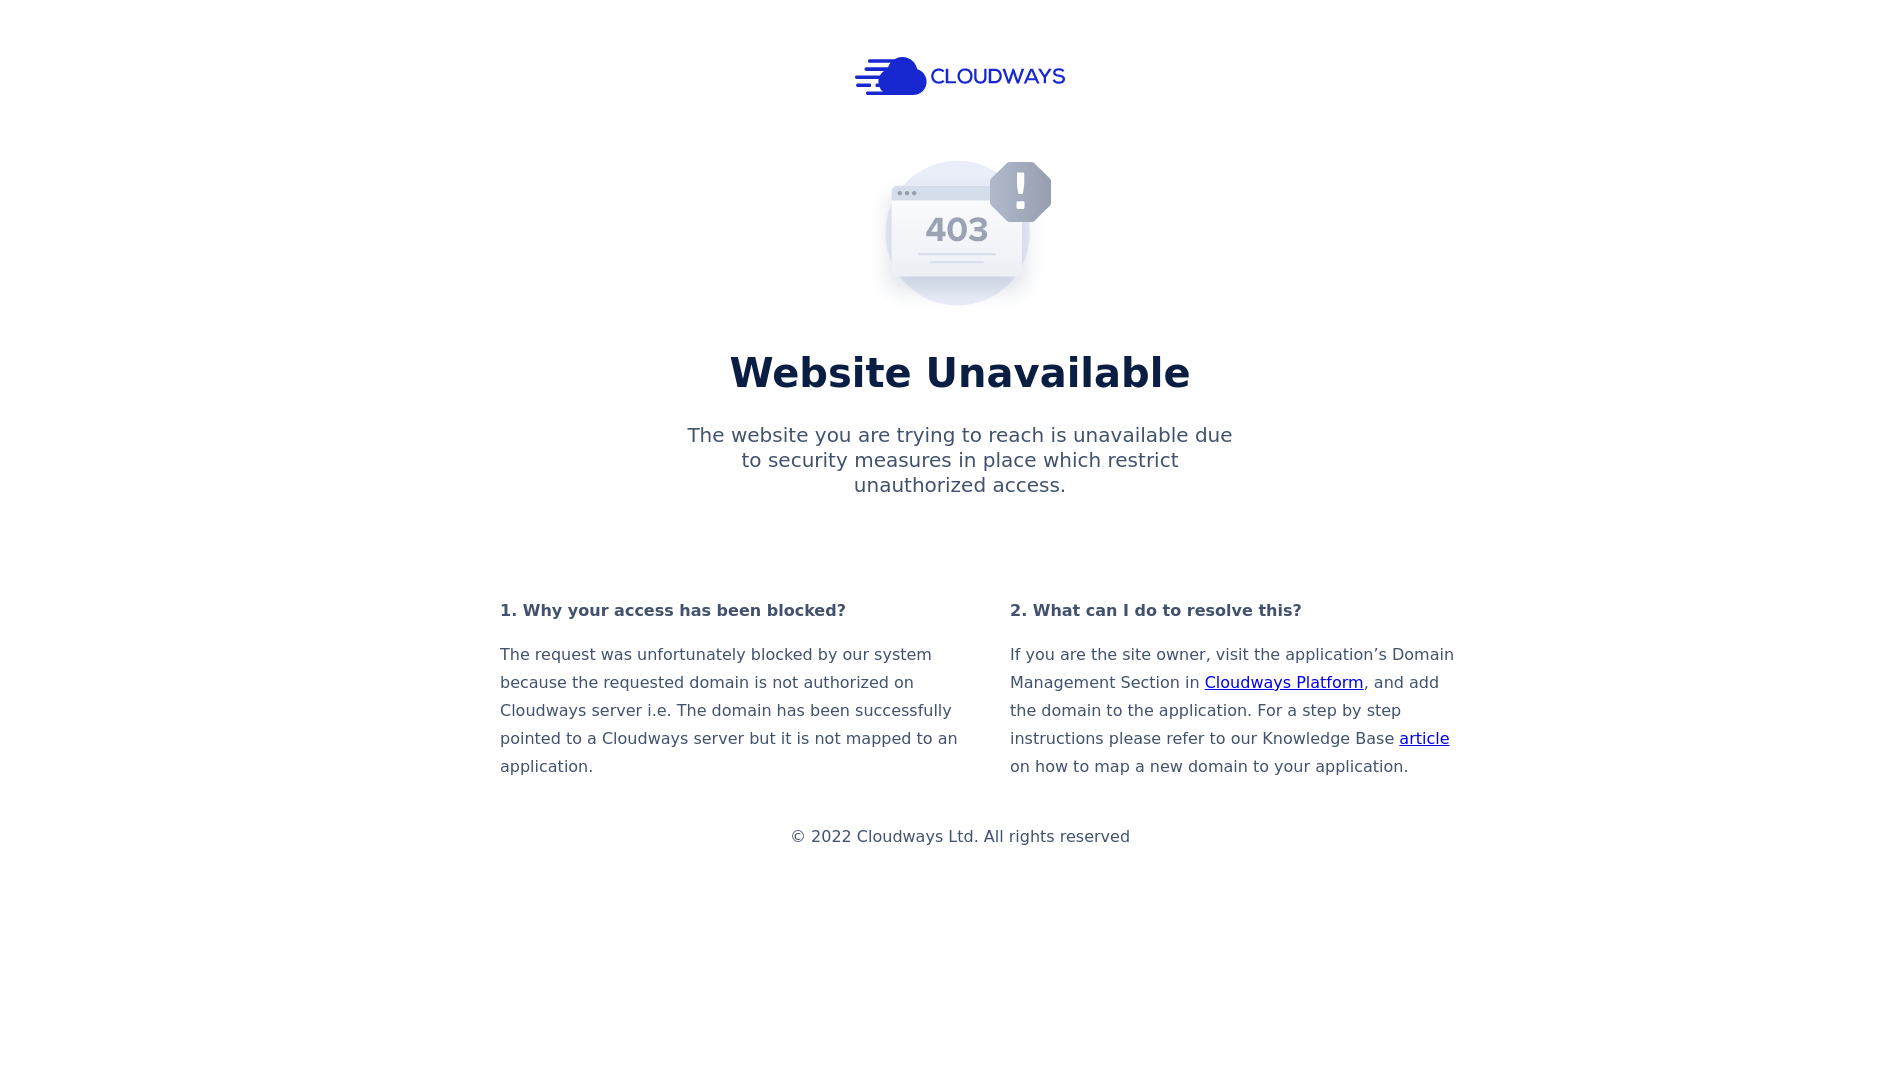 CLOUDWAYS
403
Website Unavailable
The website you are trying to reach is unavailable due
to security measures in place which restrict
unauthorized access.
1. Why your access has been blocked?
The request was unfortunately blocked by our system
because the requested domain is not authorized on
Cloudways server i.e. The domain has been successfully
pointed to a Cloudways server but it is not mapped to an
application.
2. What can I do to resolve this?
If you are the site owner, visit the application’s Domain
Management Section in Cloudways Platform, and add
the domain to the application. For a step by step
instructions please refer to our Knowledge Base article
on how to map a new domain to your application.
© 2022 Cloudways Ltd. All rights reserved